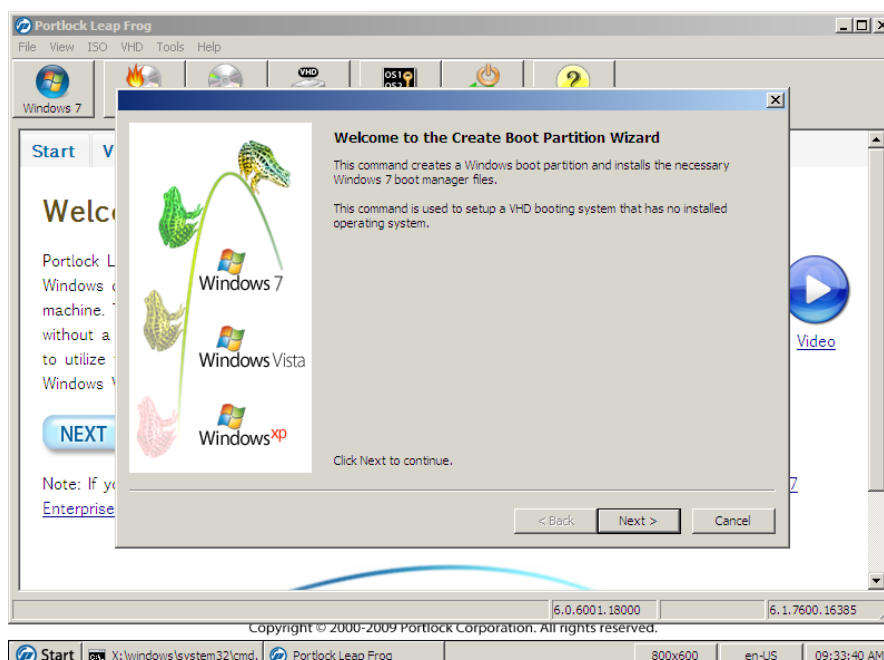 Portlock Leap Frog
File View ISO VHD Tools Help
Windows 7
VHD
OS1
?
Start V
Welc
Portlock L
Windows
machine.
without a
to utilize
Windows
NEXT
Note: If yo
Enterprise
Welcome to the Create Boot Partition Wizard
This command creates a Windows boot partition and installs the necessary
Windows 7 boot manager files.
This command is used to setup a VHD booting system that has no installed
operating system.
Windows 7
Windows Vista
Windows xp
Click Next to continue.
< Back Next > Cancel
Video
7
6.0.6001.18000 6.1.7600.16385
Copyright © 2000-2009 Portlock Corporation. All rights reserved.
Start X:\windows\system32\cmd. Portlock Leap Frog 800x600 en-US 09:33:40 AM